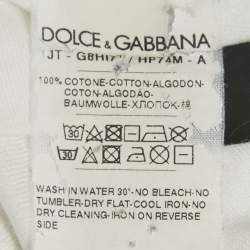 DOLCE & GABBANA
HP74M - A
100% COTONE-COTTON-ALGODON-
COTON-ALGODÃO-
BAUMWOLLE-ХЛОПОК-棉
30 30
WASH IN WATER 30°-NO BLEACH-NO
TUMBLER-DRY FLAT-COOL IRON-NO
DRY CLEANING-IRON ON REVERSE
SIDE